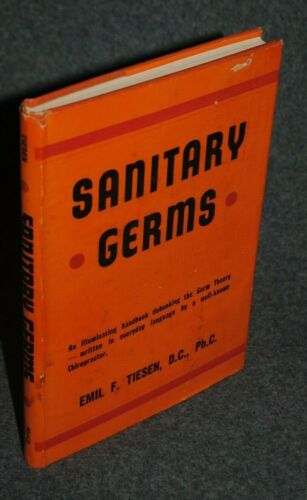 SANITARY
GERMS
An illuminating handbook debunking the Germ Theory
— written in everyday language by a well-known
Chiropractor.
EMIL F. TIESEN, D.C., Ph.C.
TIESEN
SANITARY GERMS